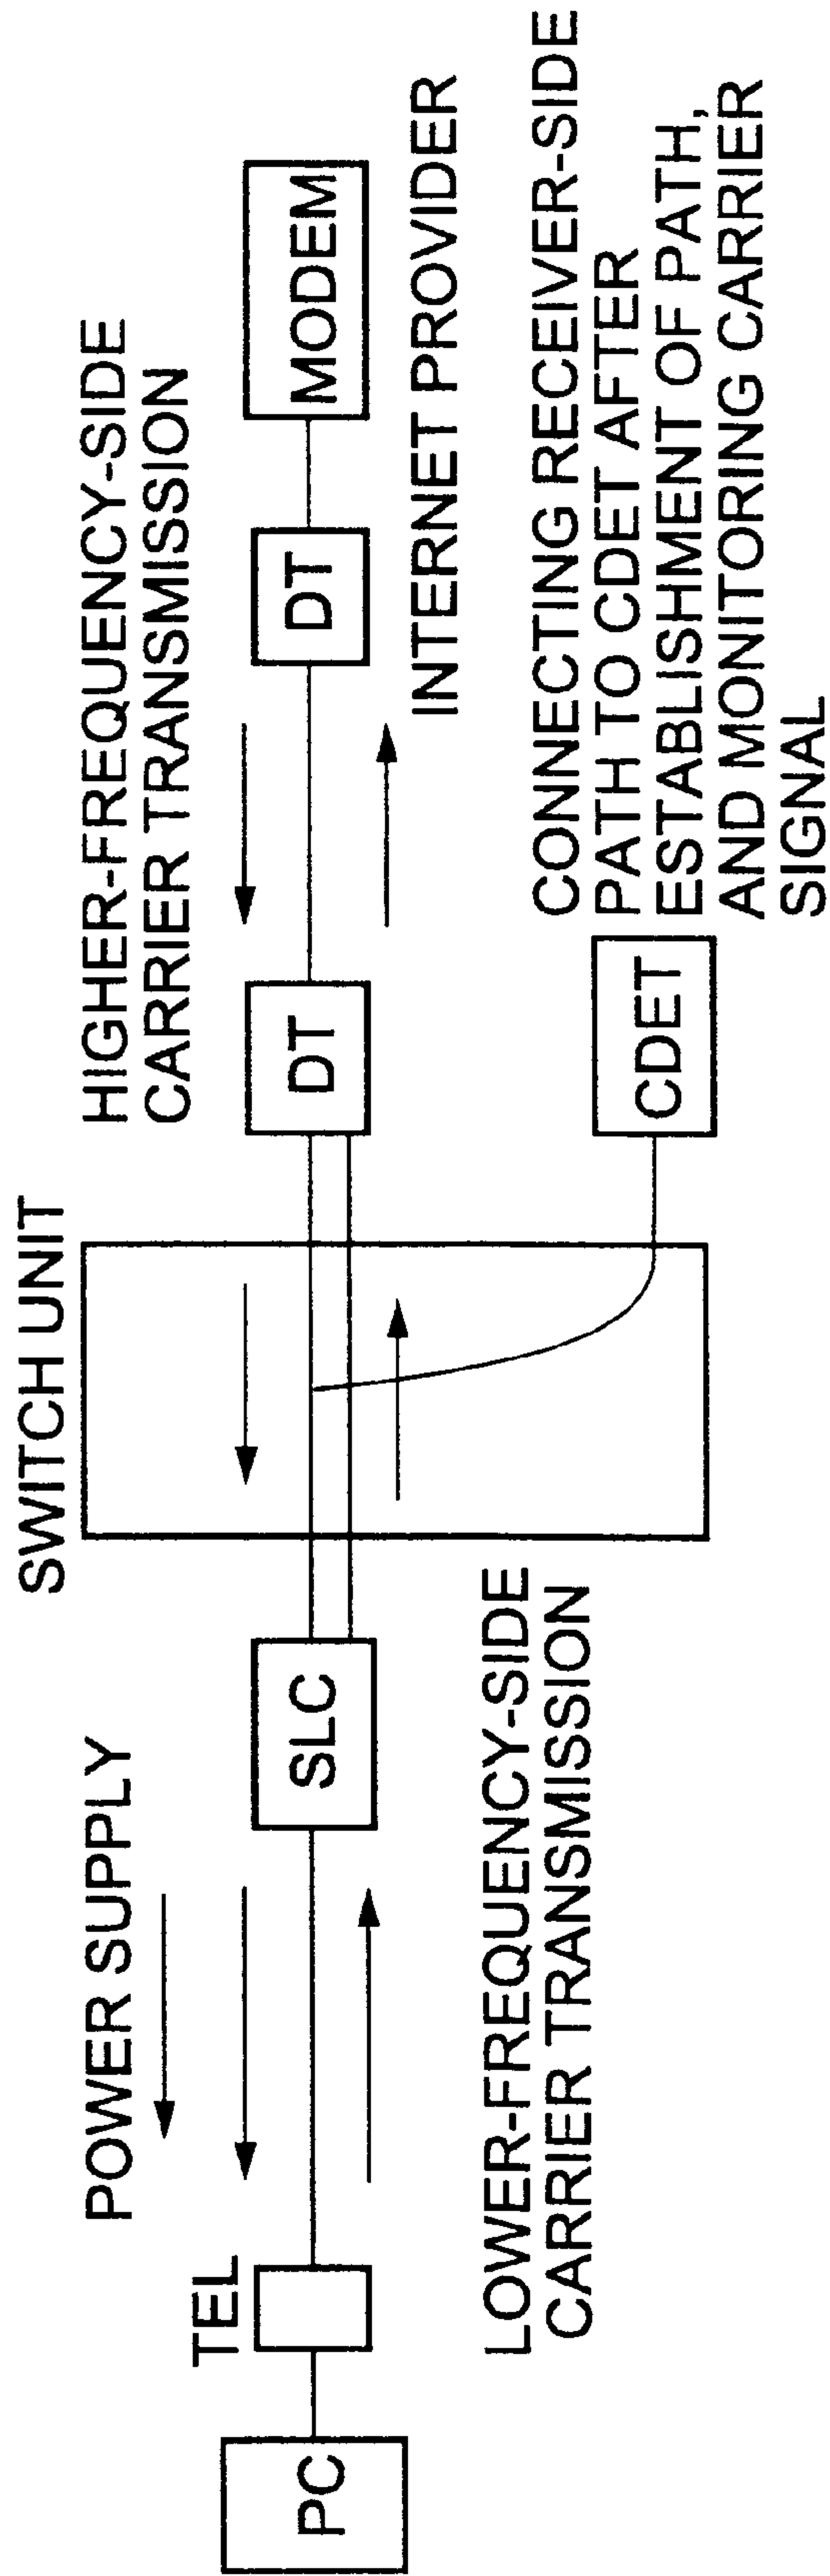 SWITCH UNIT
HIGHER-FREQUENCY-SIDE
CARRIER TRANSMISSION
POWER SUPPLY
TEL
PC
SLC
DT
DT
MODEM
INTERNET PROVIDER
LOWER-FREQUENCY-SIDE
CARRIER TRANSMISSION
CDET
CONNECTING RECEIVER-SIDE
PATH TO CDET AFTER
ESTABLISHMENT OF PATH,
AND MONITORING CARRIER
SIGNAL